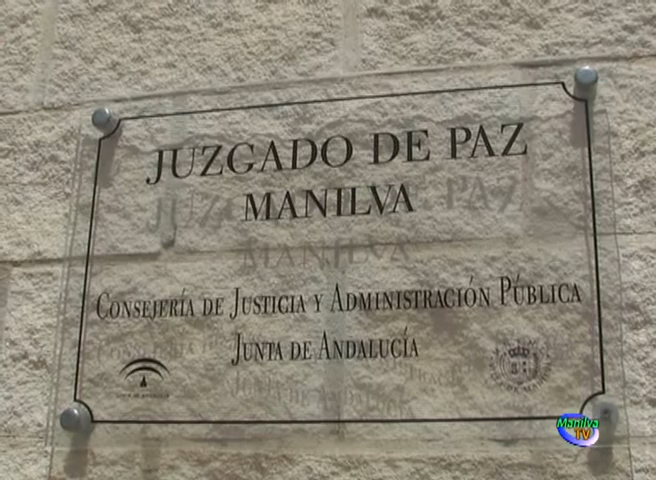 JUZGADO DE PAZ
MANILVA
CONSEJERÍA DE JUSTICIA Y ADMINISTRACIÓN PÚBLICA
JUNTA DE ANDALUCÍA
Manilva
TV